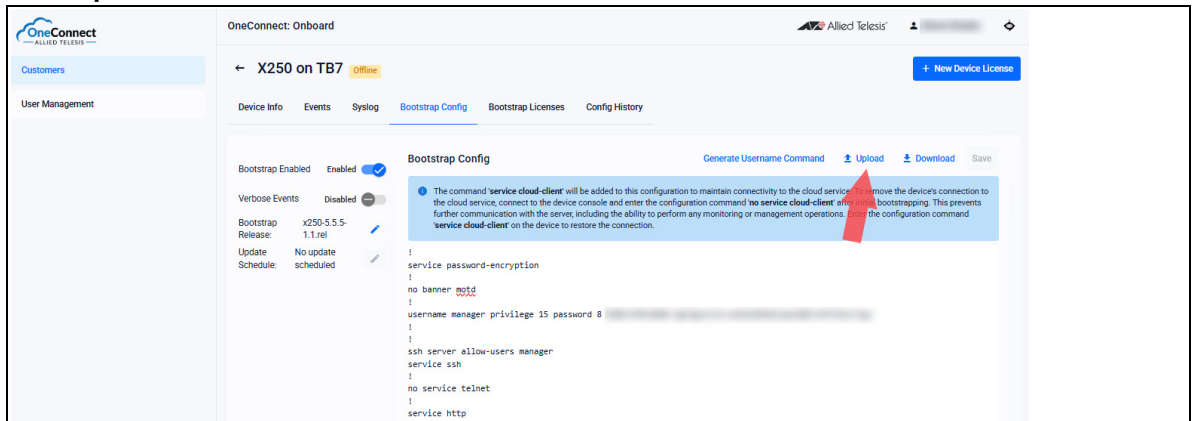 OneConnect
ALLIED TELESIS
OneConnect: Onboard
Allied Telesis
Customers
User Management
← X250 on TB7 Offline
+ New Device License
Device Info Events Syslog Bootstrap Config Bootstrap Licenses Config History
Bootstrap Enabled Enabled
Verbose Events Disabled
Bootstrap Release: x250-5.5.5-1.1.rel
Update Schedule: No update scheduled
Bootstrap Config
Generate Username Command Upload Download Save
The command 'service cloud-client' will be added to this configuration to maintain connectivity to the cloud service. To remove the device's connection to
the cloud service, connect to the device console and enter the configuration command 'no service cloud-client' after initial bootstrapping. This prevents
further communication with the server, including the ability to perform any monitoring or management operations. Enter the configuration command
'service cloud-client' on the device to restore the connection.
!
service password-encryption
!
no banner motd
!
username manager privilege 15 password 8
!
!
ssh server allow-users manager
service ssh
!
no service telnet
!
service http